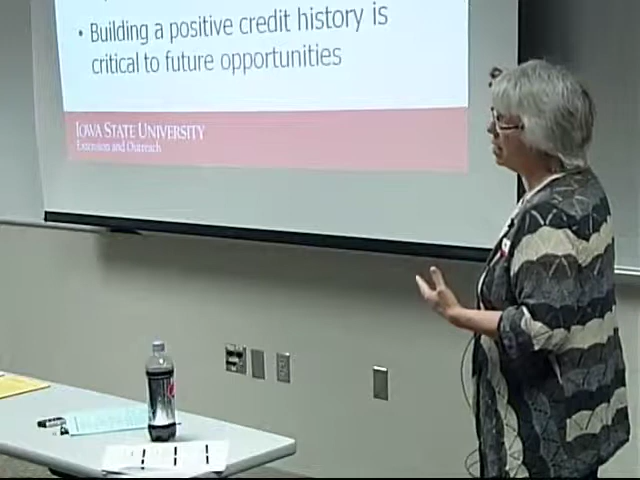 • Building a positive credit history is
critical to future opportunities
IOWA STATE UNIVERSITY
Extension and Outreach